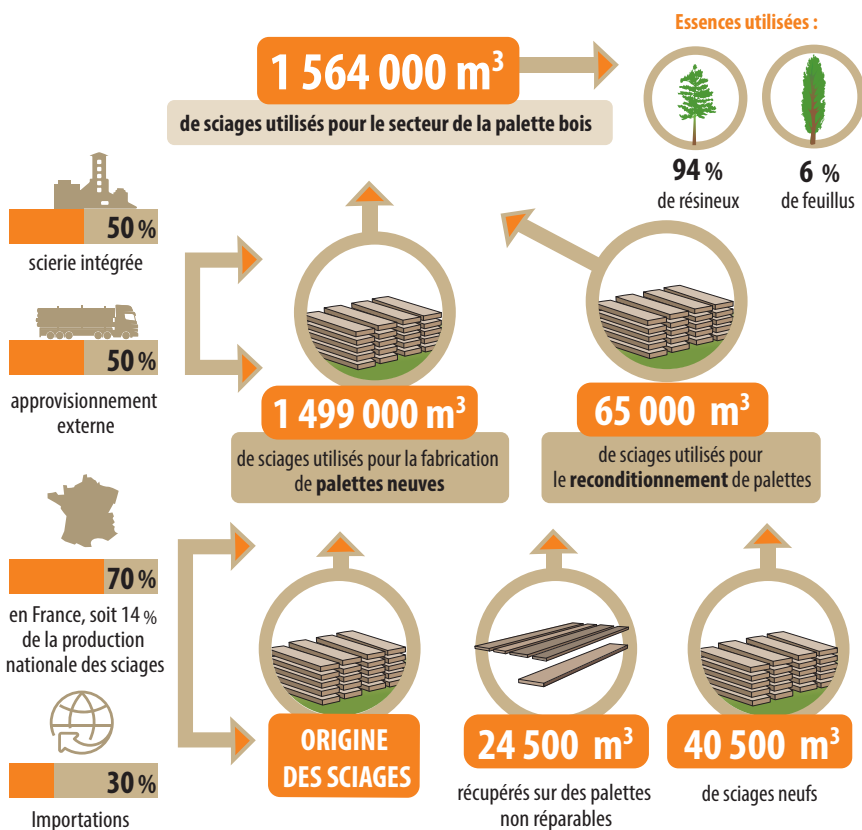 Essences utilisées :
1 564 000 m³
de sciages utilisés pour le secteur de la palette bois
94 %
de résineux
6 %
de feuillus
50 %
scierie intégrée
50 %
approvisionnement
externe
1 499 000 m³
de sciages utilisés pour la fabrication
de palettes neuves
65 000 m³
de sciages utilisés pour
le reconditionnement de palettes
70 %
en France, soit 14 %
de la production
nationale des sciages
30 %
Importations
ORIGINE
DES SCIAGES
24 500 m³
récupérés sur des palettes
non réparables
40 500 m³
de sciages neufs